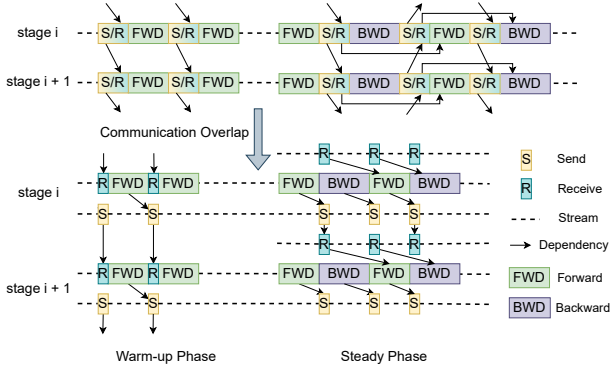 stage i
S/R FWD S/R FWD
FWD S/R BWD S/R FWD S/R BWD
stage i + 1
S/R FWD S/R FWD
FWD S/R BWD S/R FWD S/R BWD
Communication Overlap
R R R
stage i
R FWD R FWD
FWD BWD FWD BWD
S S
S S S
R R R
stage i + 1
R FWD R FWD
FWD BWD FWD BWD
S S
S S S
Warm-up Phase
Steady Phase
S Send
R Receive
Stream
Dependency
FWD Forward
BWD Backward